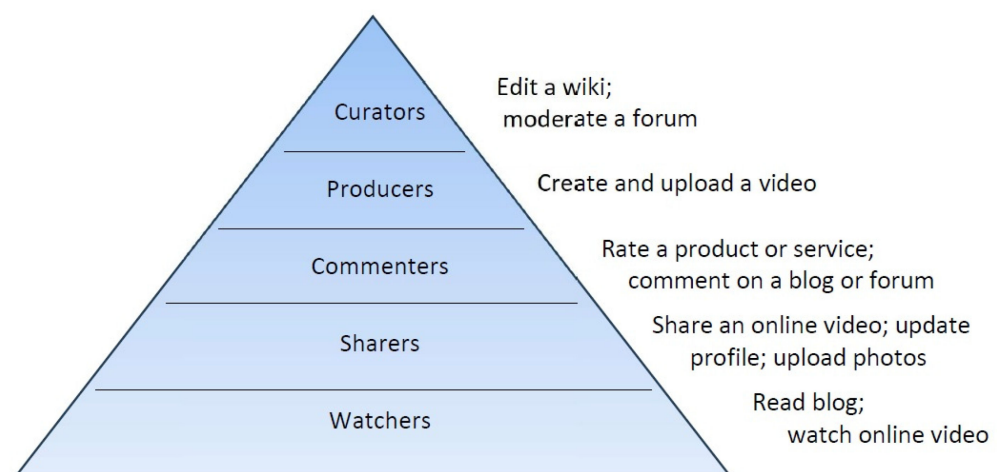 Curators
Edit a wiki;
moderate a forum
Producers
Create and upload a video
Commenters
Rate a product or service;
comment on a blog or forum
Sharers
Share an online video; update
profile; upload photos
Watchers
Read blog;
watch online video